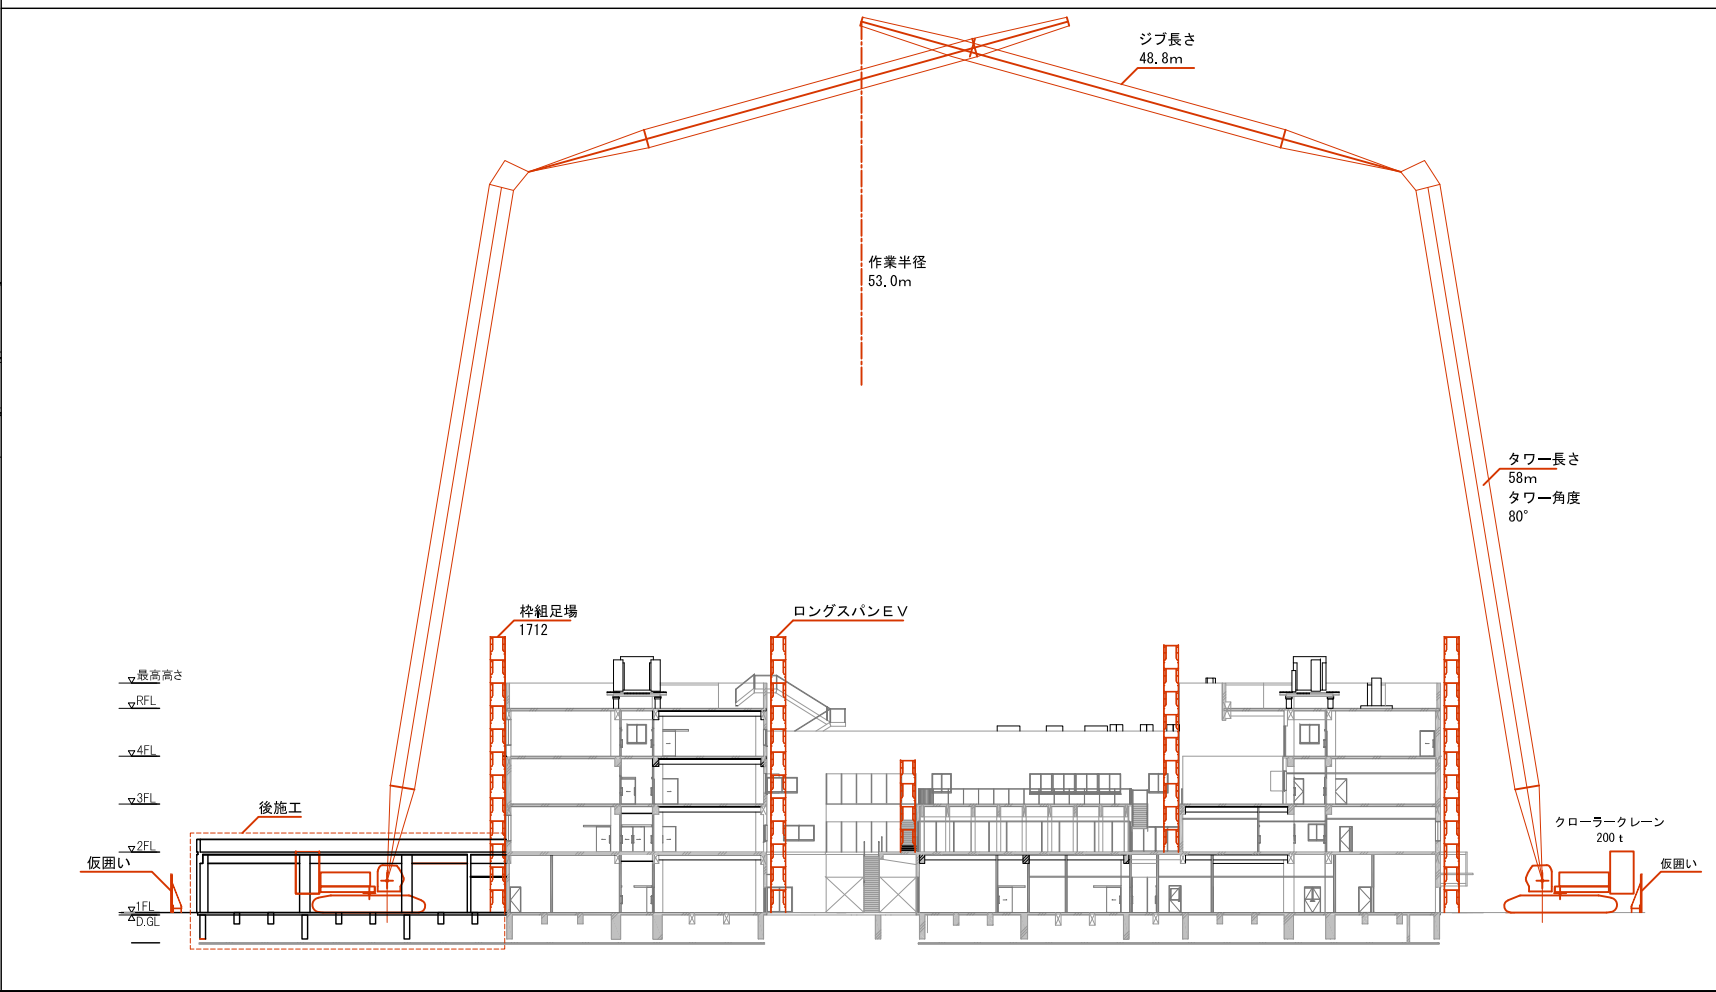 ジブ長さ
48.8m
作業半径
53.0m
タワー長さ
58m
タワー角度
80°
枠組足場
1712
ロングスパンEV
最高高さ
RFL
4FL
3FL
後施工
2FL
仮囲い
1FL
D.GL
クローラークレーン
200t
仮囲い